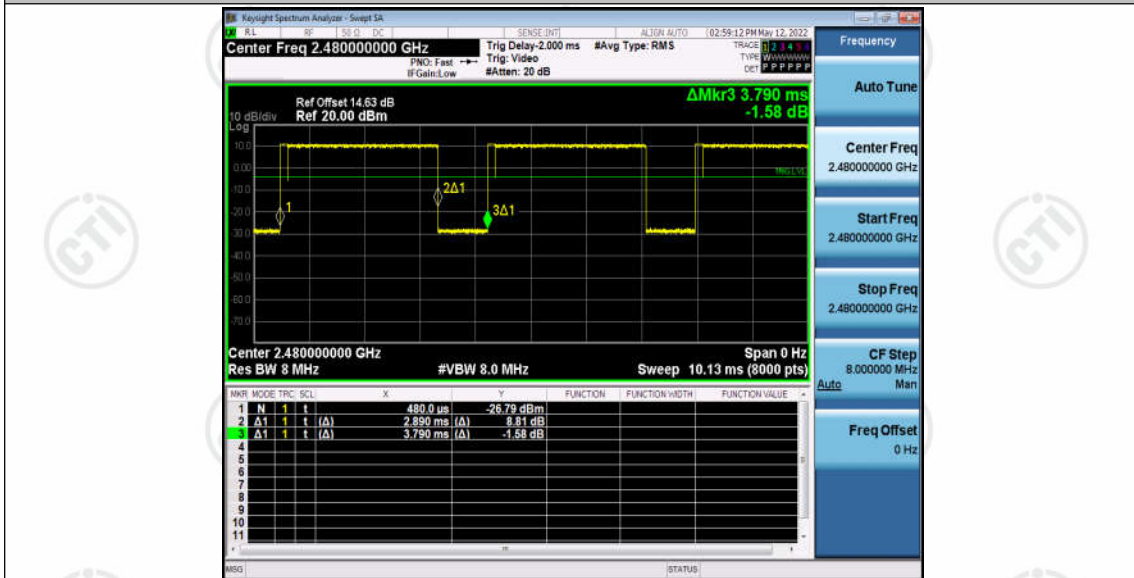 Keysight Spectrum Analyzer - Swept SA
RL RF 50 Ω DC SENSE:INT ALIGN AUTO 02:59:12 PM May 12, 2022
Center Freq 2.480000000 GHz
PNO: Fast
IFGain:Low
Trig Delay-2.000 ms
Trig: Video
#Atten: 20 dB
#Avg Type: RMS
TRACE 1 2 3 4 5 6
TYPE WWWWWW
DET P P P P P P
Frequency
Auto Tune
Center Freq
2.480000000 GHz
Start Freq
2.480000000 GHz
Stop Freq
2.480000000 GHz
CF Step
8.000000 MHz
Auto Man
Freq Offset
0 Hz
ΔMkr3 3.790 ms
-1.58 dB
Ref Offset 14.63 dB
10 dB/div Ref 20.00 dBm
Log
10.0
0.00
-10.0
-20.0
-30.0
-40.0
-50.0
-60.0
-70.0
TRIG LVL
1
2Δ1
3Δ1
Center 2.480000000 GHz Span 0 Hz
Res BW 8 MHz #VBW 8.0 MHz Sweep 10.13 ms (8000 pts)
MKR MODE TRC SCL X Y FUNCTION FUNCTION WIDTH FUNCTION VALUE
1 N 1 t 480.0 µs -26.79 dBm
2 Δ1 1 t (Δ) 2.890 ms (Δ) 8.81 dB
3 Δ1 1 t (Δ) 3.790 ms (Δ) -1.58 dB
4
5
6
7
8
9
10
11
MSG STATUS
CTI
CTI